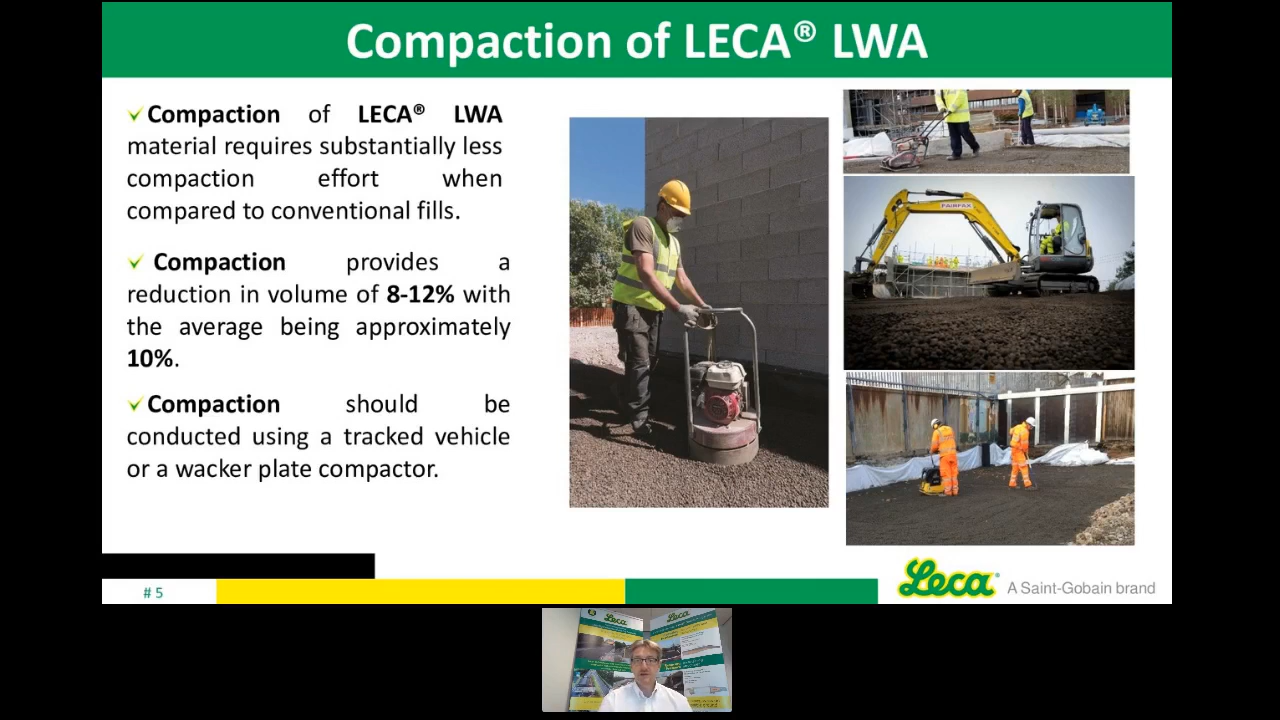 Compaction of LECA® LWA
✓Compaction of LECA® LWA
material requires substantially less
compaction effort when
compared to conventional fills.
✓ Compaction provides a
reduction in volume of 8-12% with
the average being approximately
10%.
✓Compaction should be
conducted using a tracked vehicle
or a wacker plate compactor.
FAIRFAX
# 5
Leca®
A Saint-Gobain brand
Leca
Leca